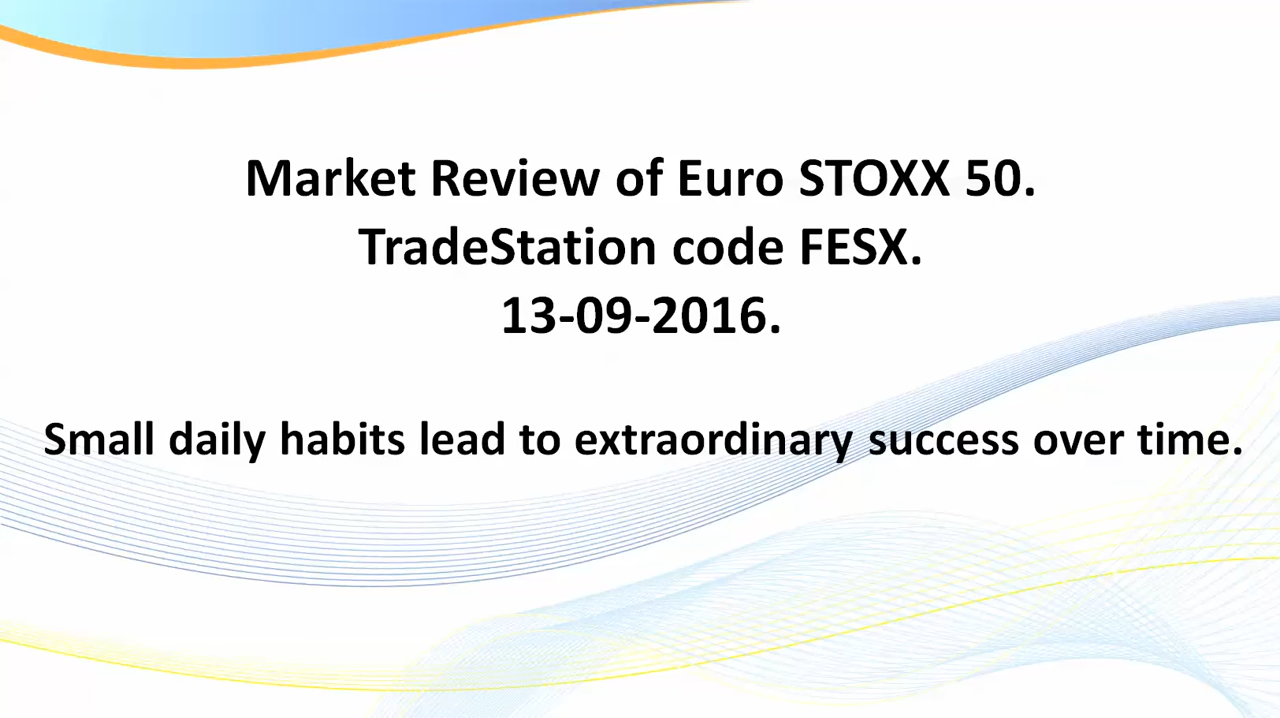 Market Review of Euro STOXX 50.
TradeStation code FESX.
13-09-2016.
Small daily habits lead to extraordinary success over time.